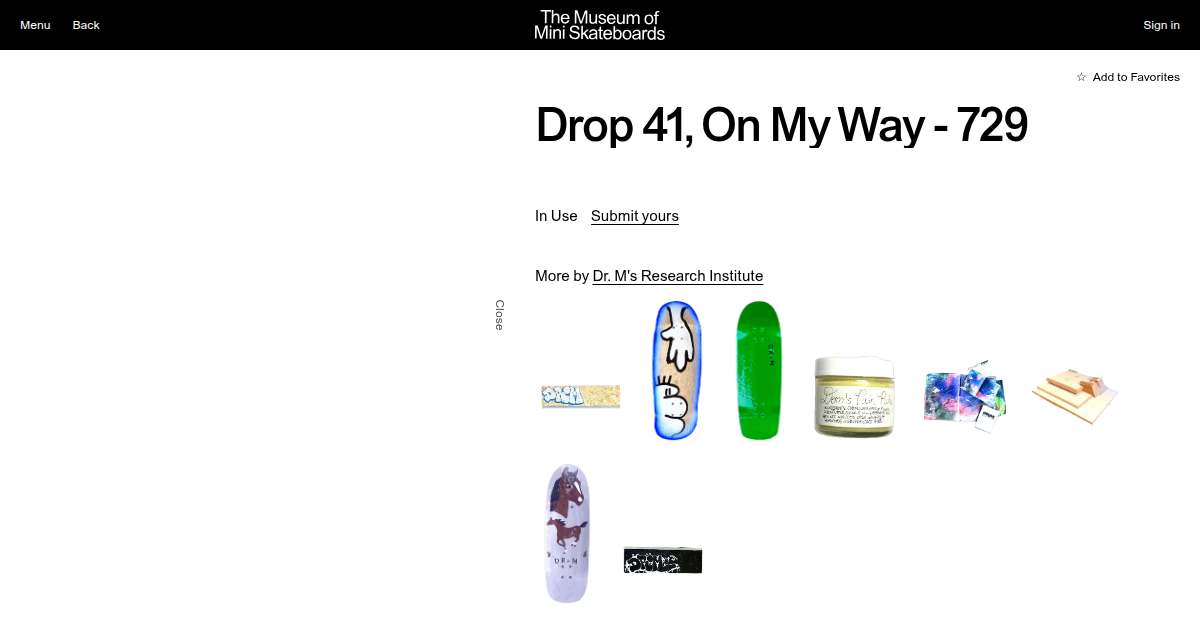 Menu
Back
The Museum of
Mini Skateboards
Sign in
☆ Add to Favorites
Drop 41, On My Way - 729
In Use Submit yours
More by Dr. M's Research Institute
Close
DR. M